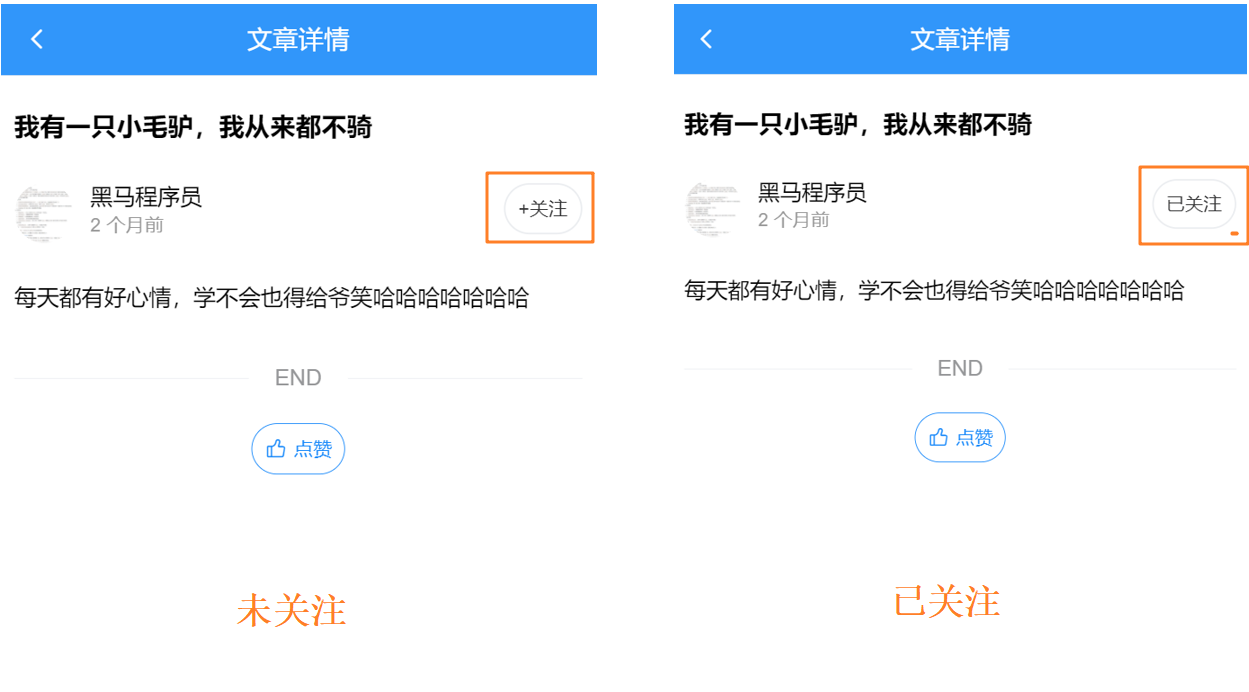 文章详情
我有一只小毛驴，我从来都不骑
黑马程序员
+关注
2 个月前
每天都有好心情，学不会也得给爷笑哈哈哈哈哈哈哈
END
点赞
未关注
文章详情
我有一只小毛驴，我从来都不骑
黑马程序员
已关注
2 个月前
每天都有好心情，学不会也得给爷笑哈哈哈哈哈哈哈
END
点赞
已关注